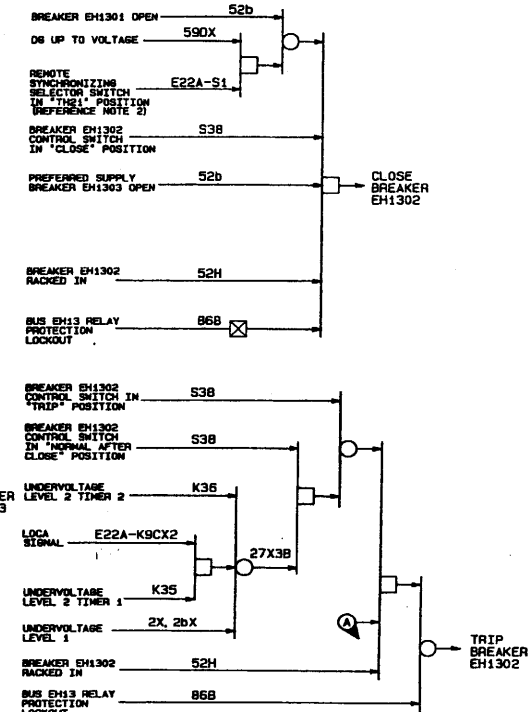 BREAKER EH1301 OPEN 52b
DG UP TO VOLTAGE 59DX
REMOTE
SYNCHRONIZING
SELECTOR SWITCH E22A-S1
IN "TH21" POSITION
(REFERENCE NOTE 2)
BREAKER EH1302 S38
CONTROL SWITCH
IN "CLOSE" POSITION
PREFERRED SUPPLY 52b
BREAKER EH1303 OPEN
CLOSE
BREAKER
EH1302
BREAKER EH1302 52H
RACKED IN
BUS EH13 RELAY 86B
PROTECTION
LOCKOUT
BREAKER EH1302
CONTROL SWITCH IN S38
"TRIP" POSITION
BREAKER EH1302
CONTROL SWITCH S38
IN "NORMAL AFTER
CLOSE" POSITION
UNDERVOLTAGE K36
ER LEVEL 2 TIMER 2
3
LOCA E22A-K9CX2
SIGNAL
27X3B
UNDERVOLTAGE K35
LEVEL 2 TIMER 1
UNDERVOLTAGE 2X, 2bX
LEVEL 1
A
BREAKER EH1302 52H
RACKED IN
TRIP
BREAKER
EH1302
BUS EH13 RELAY 86B
PROTECTION
LOCKOUT